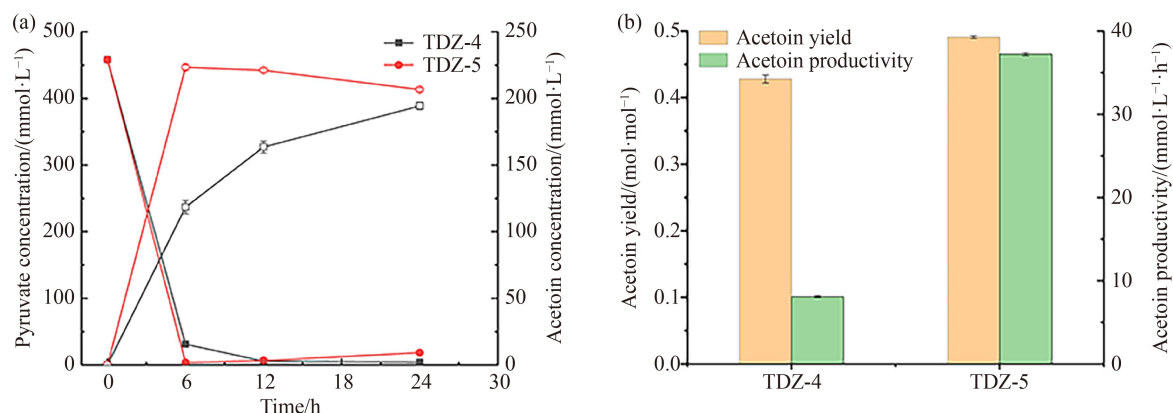 (a)
500
400
300
200
100
0
Pyruvate concentration/(mmol·L⁻¹)
TDZ-4
TDZ-5
250
200
150
100
50
0
Acetoin concentration/(mmol·L⁻¹)
0 6 12 18 24 30
Time/h
(b)
0.5
0.4
0.3
0.2
0.1
0.0
Acetoin yield/(mol·mol⁻¹)
Acetoin yield
Acetoin productivity
40
30
20
10
0
Acetoin productivity/(mmol·L⁻¹·h⁻¹)
TDZ-4 TDZ-5